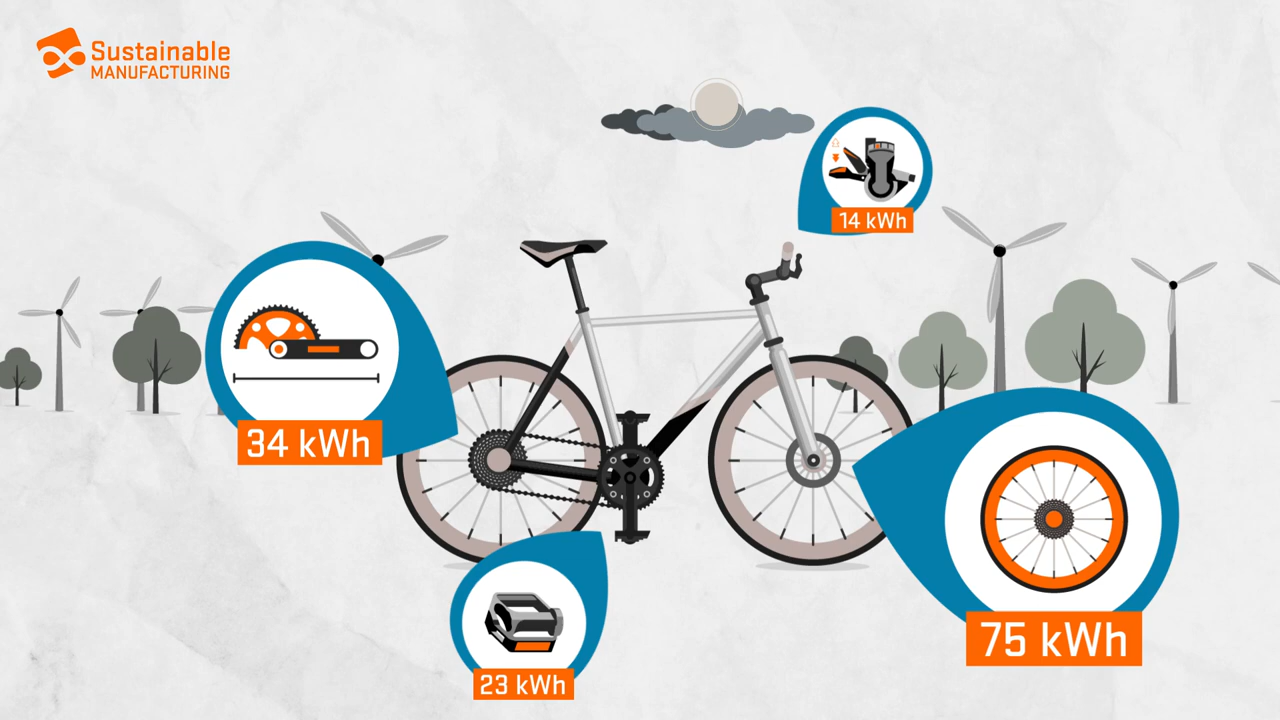 Sustainable
MANUFACTURING
14 kWh
34 kWh
75 kWh
23 kWh